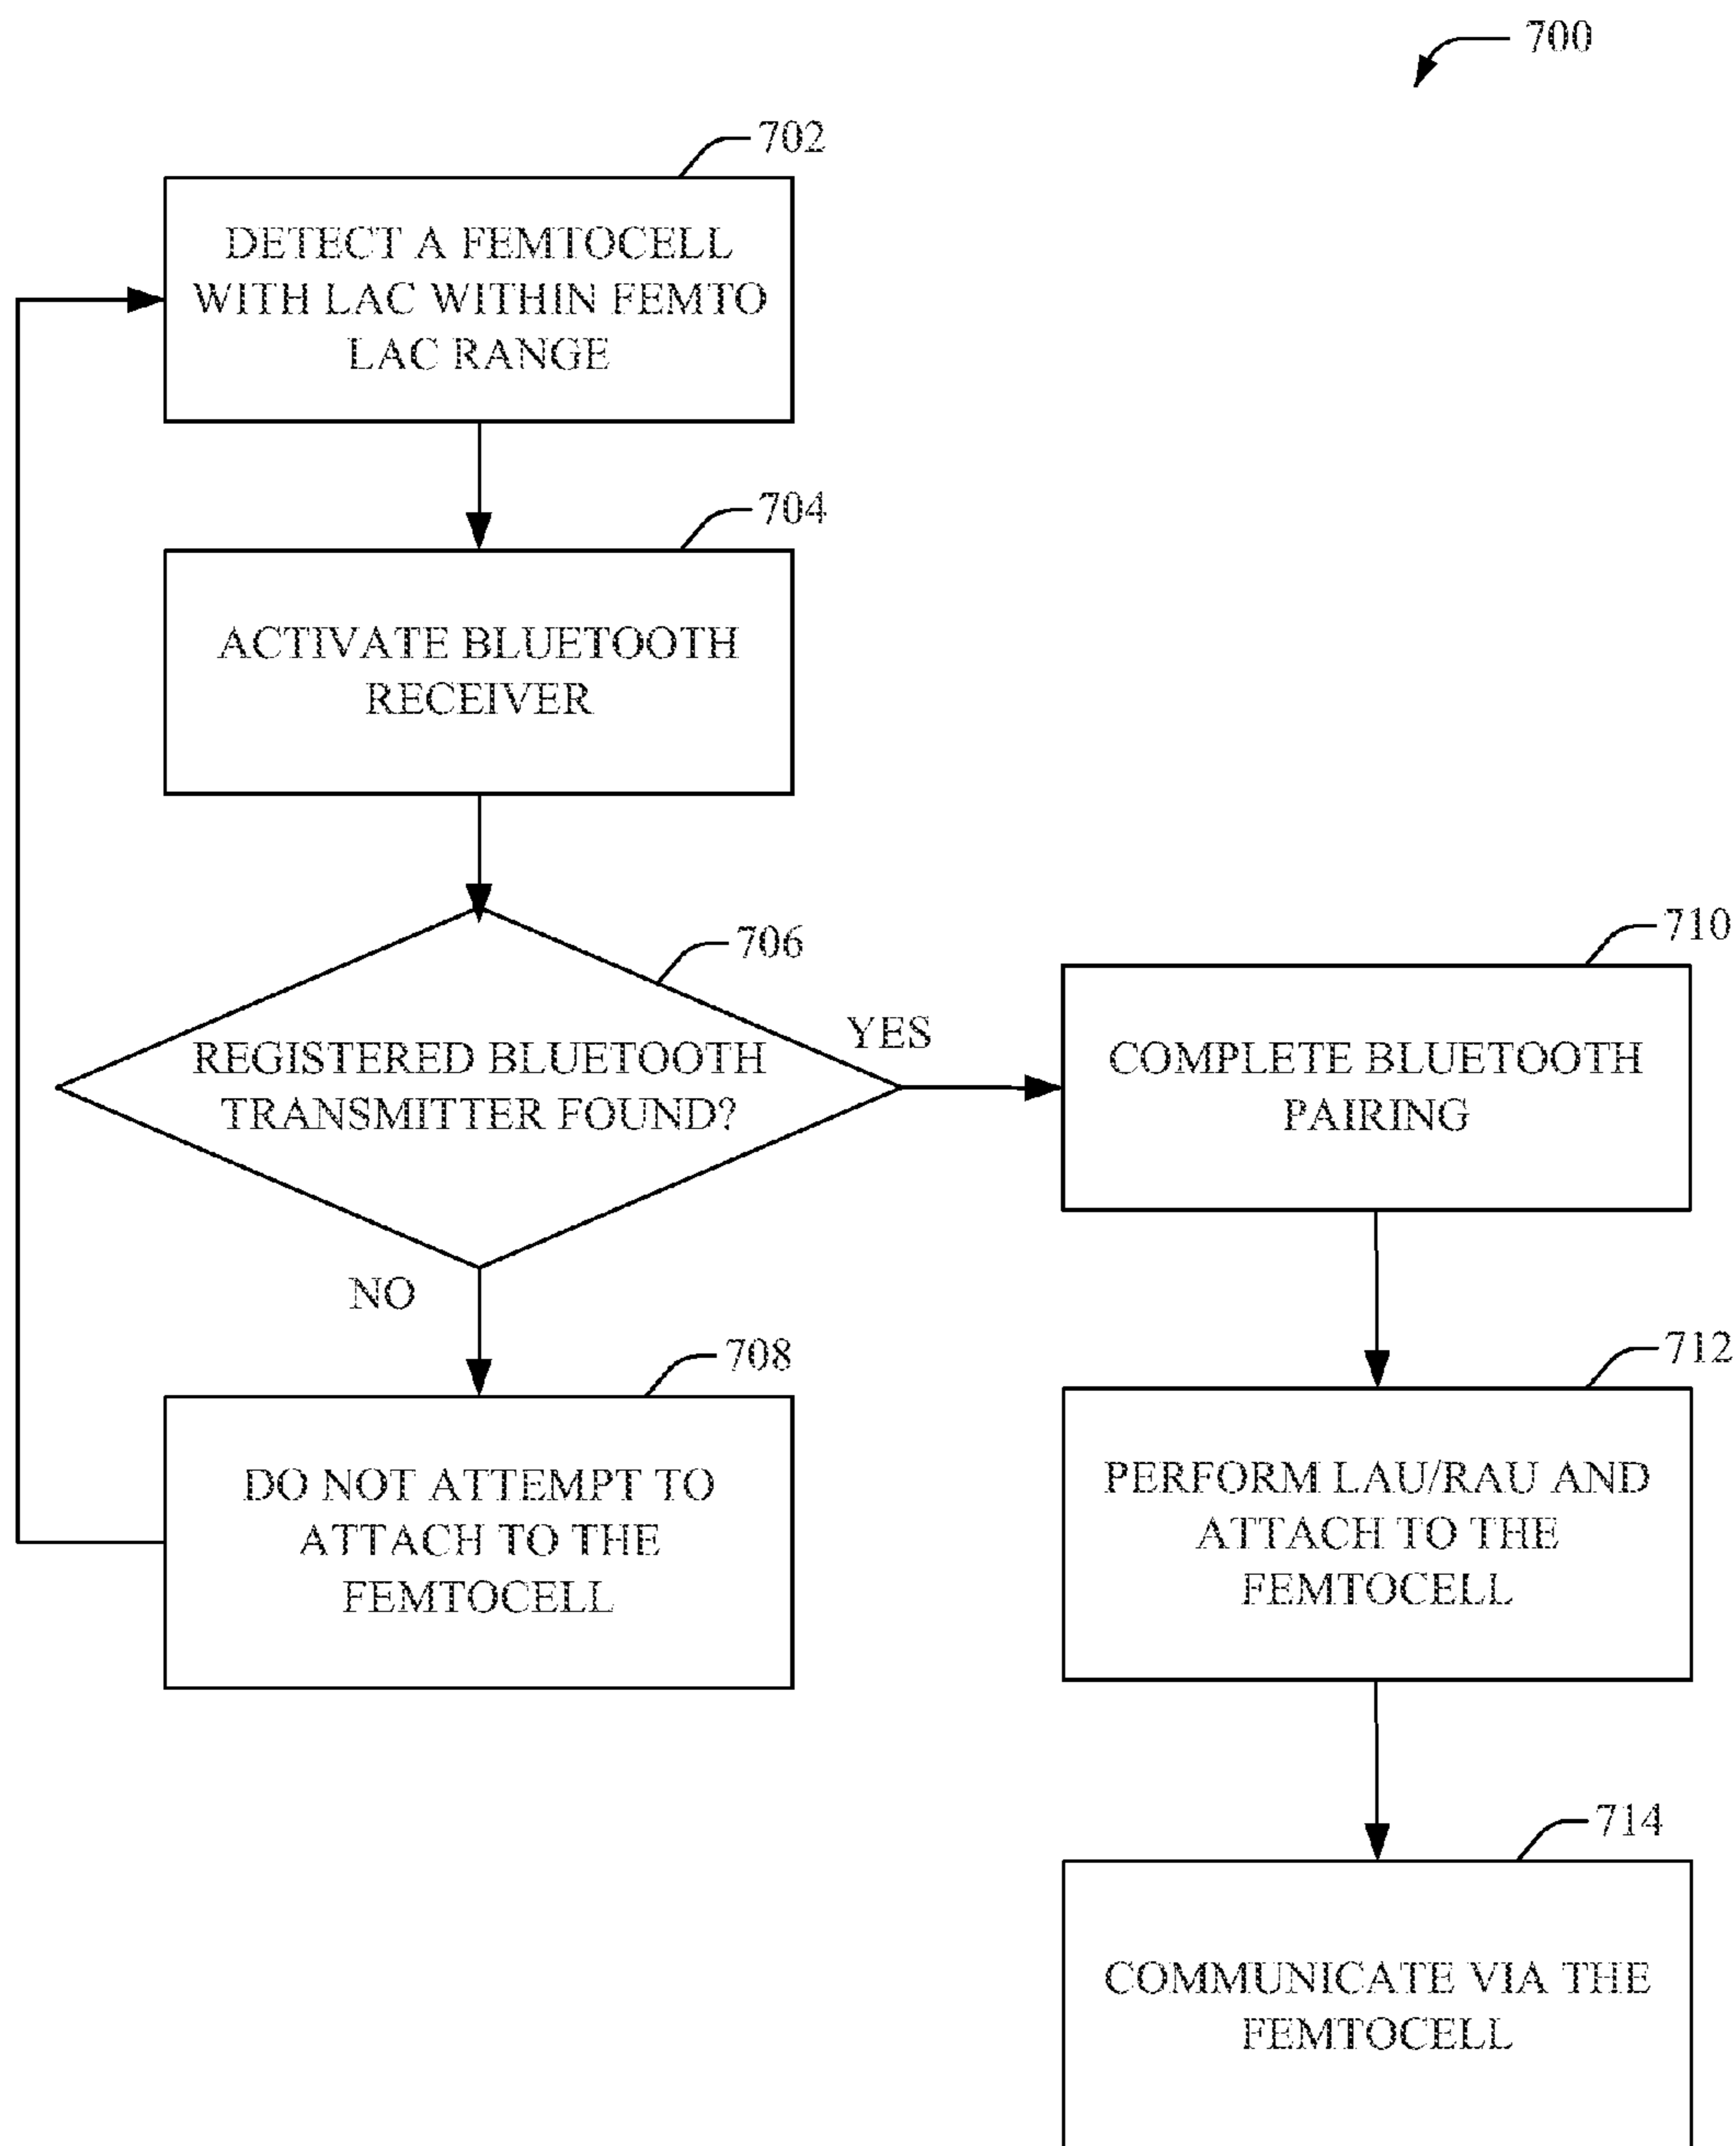 700
702
DETECT A FEMTOCELL
WITH LAC WITHIN FEMTO
LAC RANGE
704
ACTIVATE BLUETOOTH
RECEIVER
706
REGISTERED BLUETOOTH
TRANSMITTER FOUND?
YES
NO
708
DO NOT ATTEMPT TO
ATTACH TO THE
FEMTOCELL
710
COMPLETE BLUETOOTH
PAIRING
712
PERFORM LAU/RAU AND
ATTACH TO THE
FEMTOCELL
714
COMMUNICATE VIA THE
FEMTOCELL